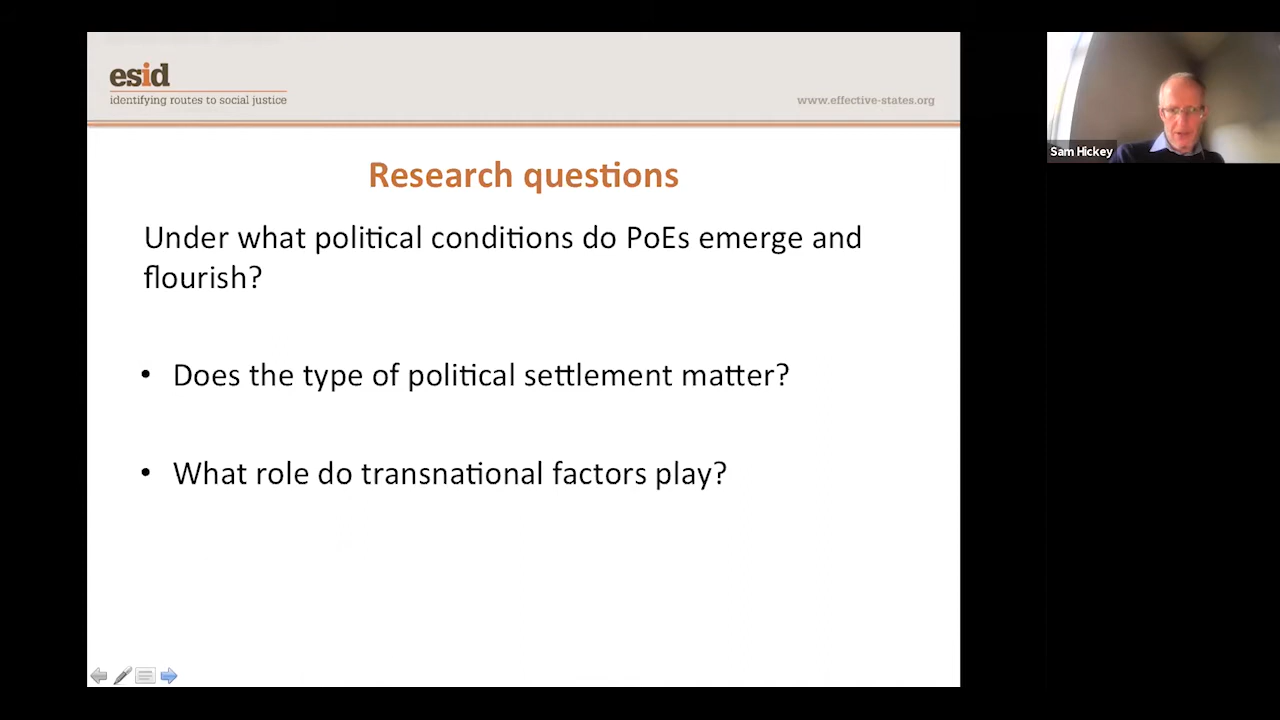 esid
identifying routes to social justice
www.effective-states.org
Research questions
Under what political conditions do PoEs emerge and
flourish?
• Does the type of political settlement matter?
• What role do transnational factors play?
Sam Hickey